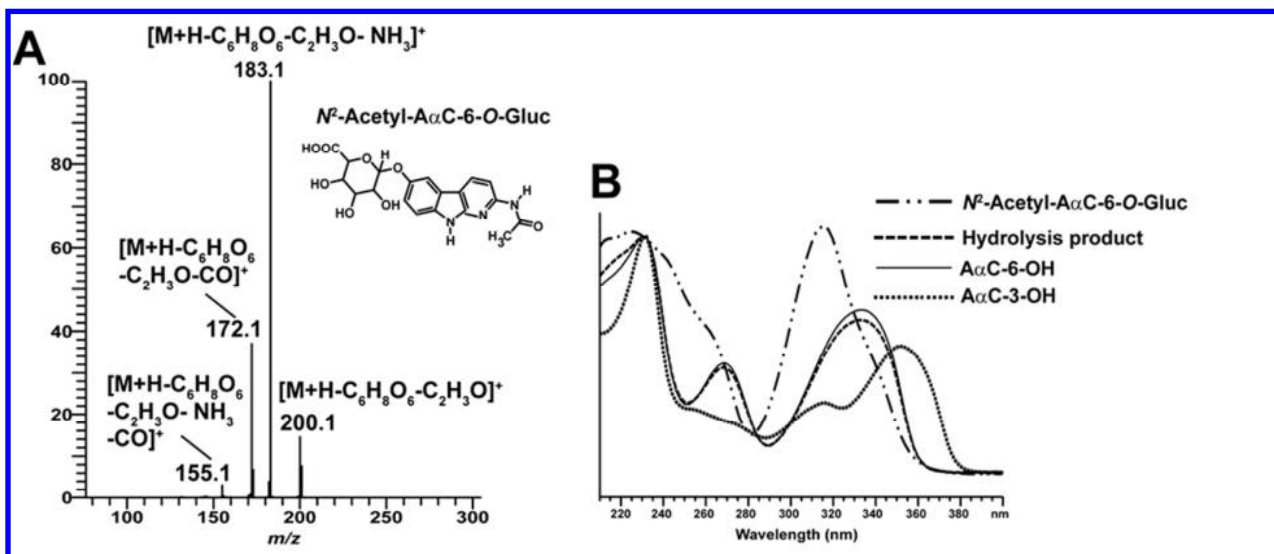 A
[M+H-C₆H₈O₆-C₂H₃O- NH₃]⁺
183.1
100
80
60
40
20
0
N²-Acetyl-AαC-6-O-Gluc
HOOC
O
H
O
HO
HO
OH
N
H
N
N
H
O
H₃C
[M+H-C₆H₈O₆
-C₂H₃O-CO]⁺
172.1
[M+H-C₆H₈O₆
-C₂H₃O- NH₃
-CO]⁺
155.1
[M+H-C₆H₈O₆-C₂H₃O]⁺
200.1
100
150
200
250
300
m/z
B
N²-Acetyl-AαC-6-O-Gluc
Hydrolysis product
AαC-6-OH
AαC-3-OH
220
240
260
280
300
320
340
360
380
nm
Wavelength (nm)